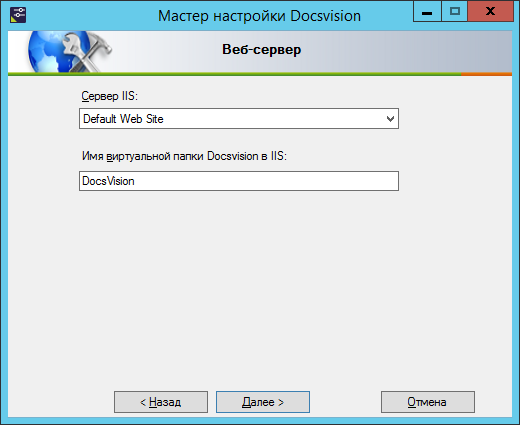 Мастер настройки Docsvision
Веб-сервер
Сервер IIS:
Default Web Site
Имя виртуальной папки Docsvision в IIS:
DocsVision
< Назад
Далее >
Отмена